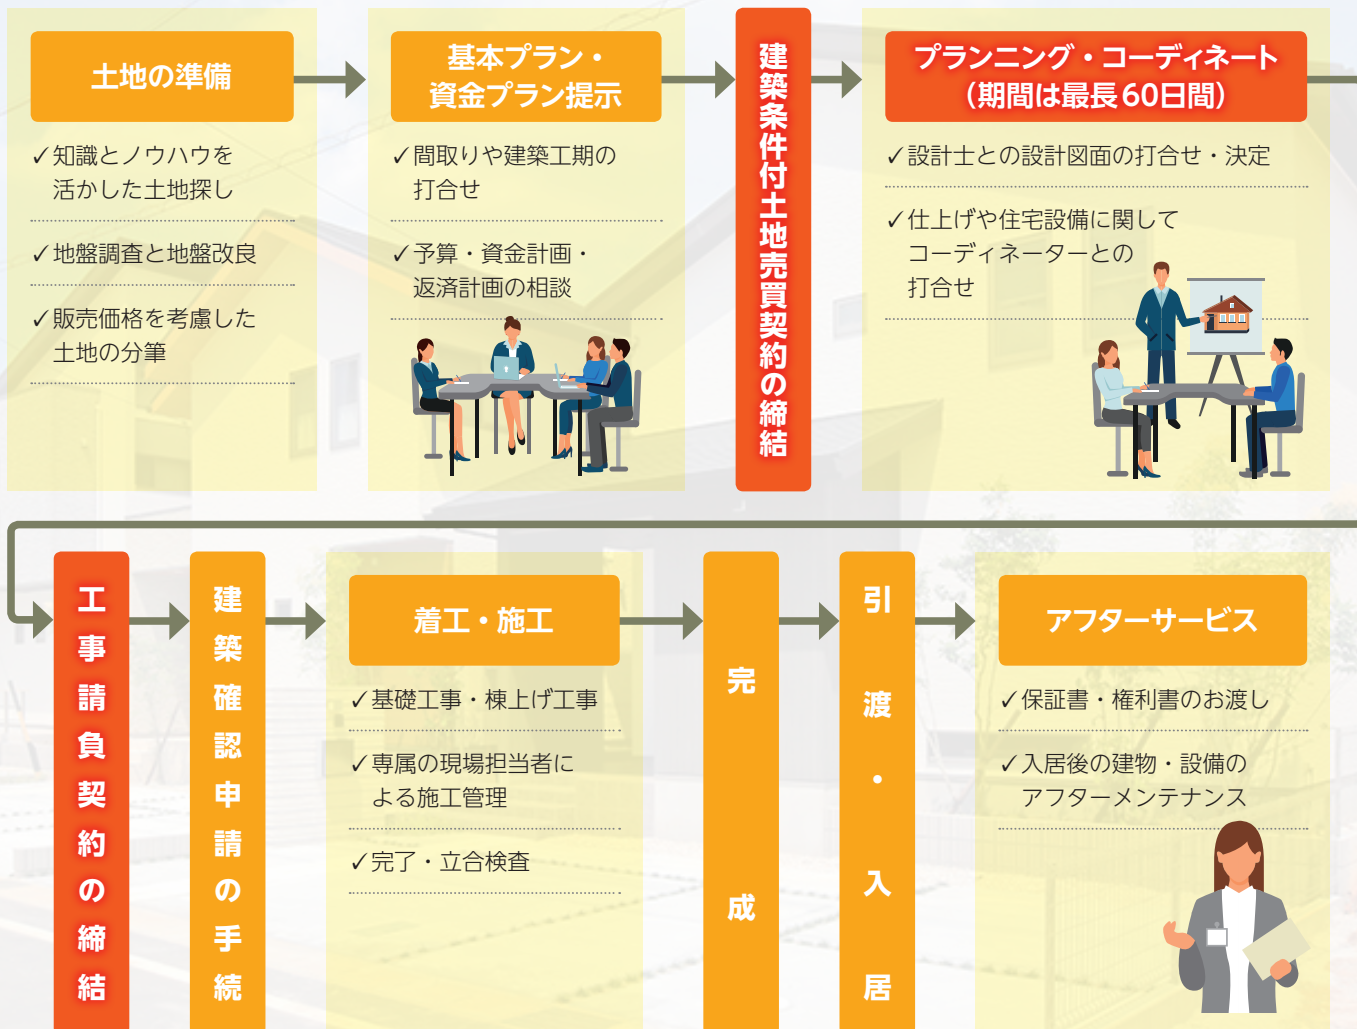 土地の準備
✓知識とノウハウを
活かした土地探し
✓地盤調査と地盤改良
✓販売価格を考慮した
土地の分筆
基本プラン・
資金プラン提示
✓間取りや建築工期の
打合せ
✓予算・資金計画・
返済計画の相談
建築条件付土地売買契約の締結
プランニング・コーディネート
（期間は最長60日間）
✓設計士との設計図面の打合せ・決定
✓仕上げや住宅設備に関して
コーディネーターとの
打合せ
工事請負契約の締結
建築確認申請の手続
着工・施工
✓基礎工事・棟上げ工事
✓専属の現場担当者に
よる施工管理
✓完了・立合検査
完成
引渡・入居
アフターサービス
✓保証書・権利書のお渡し
✓入居後の建物・設備の
アフターメンテナンス